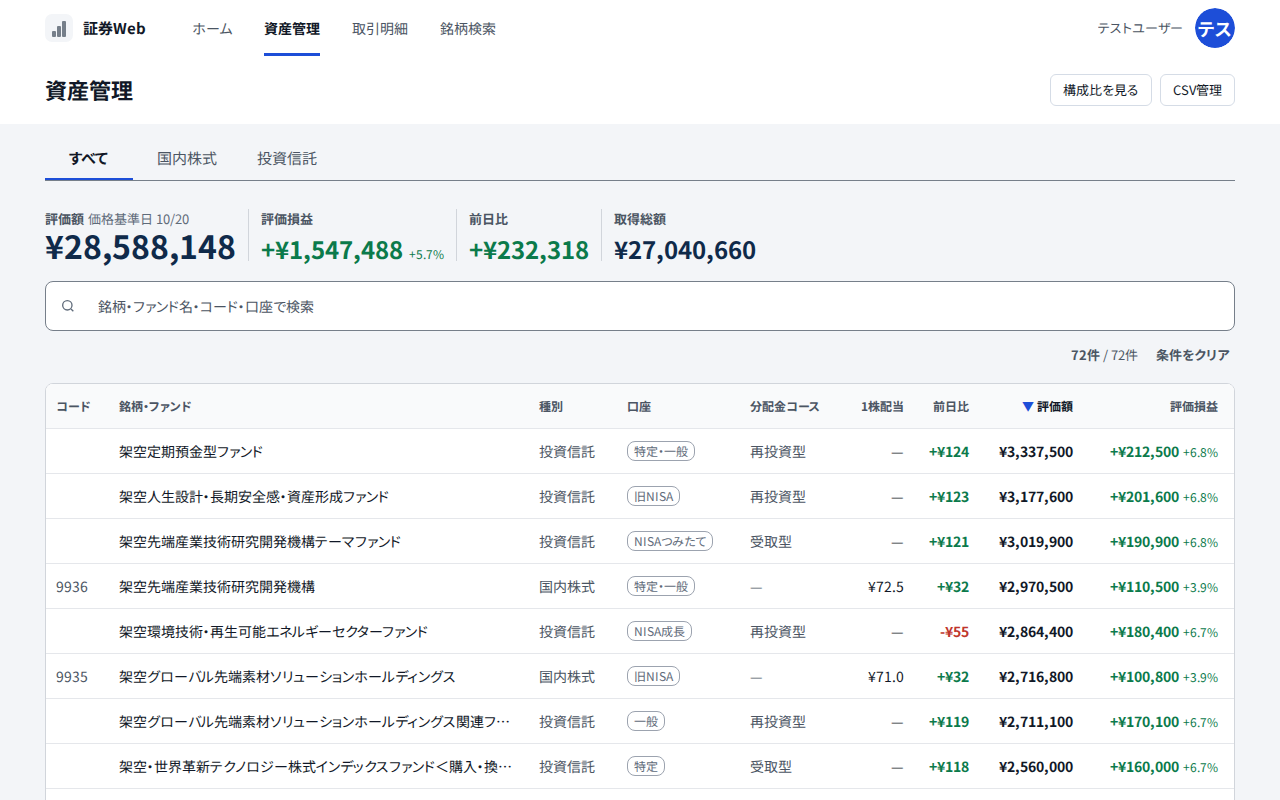 証券Web ホーム 資産管理 取引明細 銘柄検索 テストユーザー テス
資産管理 構成比を見る CSV管理
すべて 国内株式 投資信託
評価額 価格基準日 10/20 評価損益 前日比 取得総額
¥28,588,148 +¥1,547,488 +5.7% +¥232,318 ¥27,040,660
銘柄・ファンド名・コード・口座で検索
72件 / 72件 条件をクリア
コード 銘柄・ファンド 種別 口座 分配金コース 1株配当 前日比 ▼評価額 評価損益
架空定期預金型ファンド 投資信託 特定・一般 再投資型 — +¥124 ¥3,337,500 +¥212,500 +6.8%
架空人生設計・長期安全感・資産形成ファンド 投資信託 旧NISA 再投資型 — +¥123 ¥3,177,600 +¥201,600 +6.8%
架空先端産業技術研究開発機構テーマファンド 投資信託 NISAつみたて 受取型 — +¥121 ¥3,019,900 +¥190,900 +6.8%
9936 架空先端産業技術研究開発機構 国内株式 特定・一般 — ¥72.5 +¥32 ¥2,970,500 +¥110,500 +3.9%
架空環境技術・再生可能エネルギーセクターファンド 投資信託 NISA成長 再投資型 — -¥55 ¥2,864,400 +¥180,400 +6.7%
9935 架空グローバル先端素材ソリューションホールディングス 国内株式 旧NISA — ¥71.0 +¥32 ¥2,716,800 +¥100,800 +3.9%
架空グローバル先端素材ソリューションホールディングス関連フ… 投資信託 一般 再投資型 — +¥119 ¥2,711,100 +¥170,100 +6.7%
架空・世界革新テクノロジー株式インデックスファンド＜購入・換… 投資信託 特定 受取型 — +¥118 ¥2,560,000 +¥160,000 +6.7%